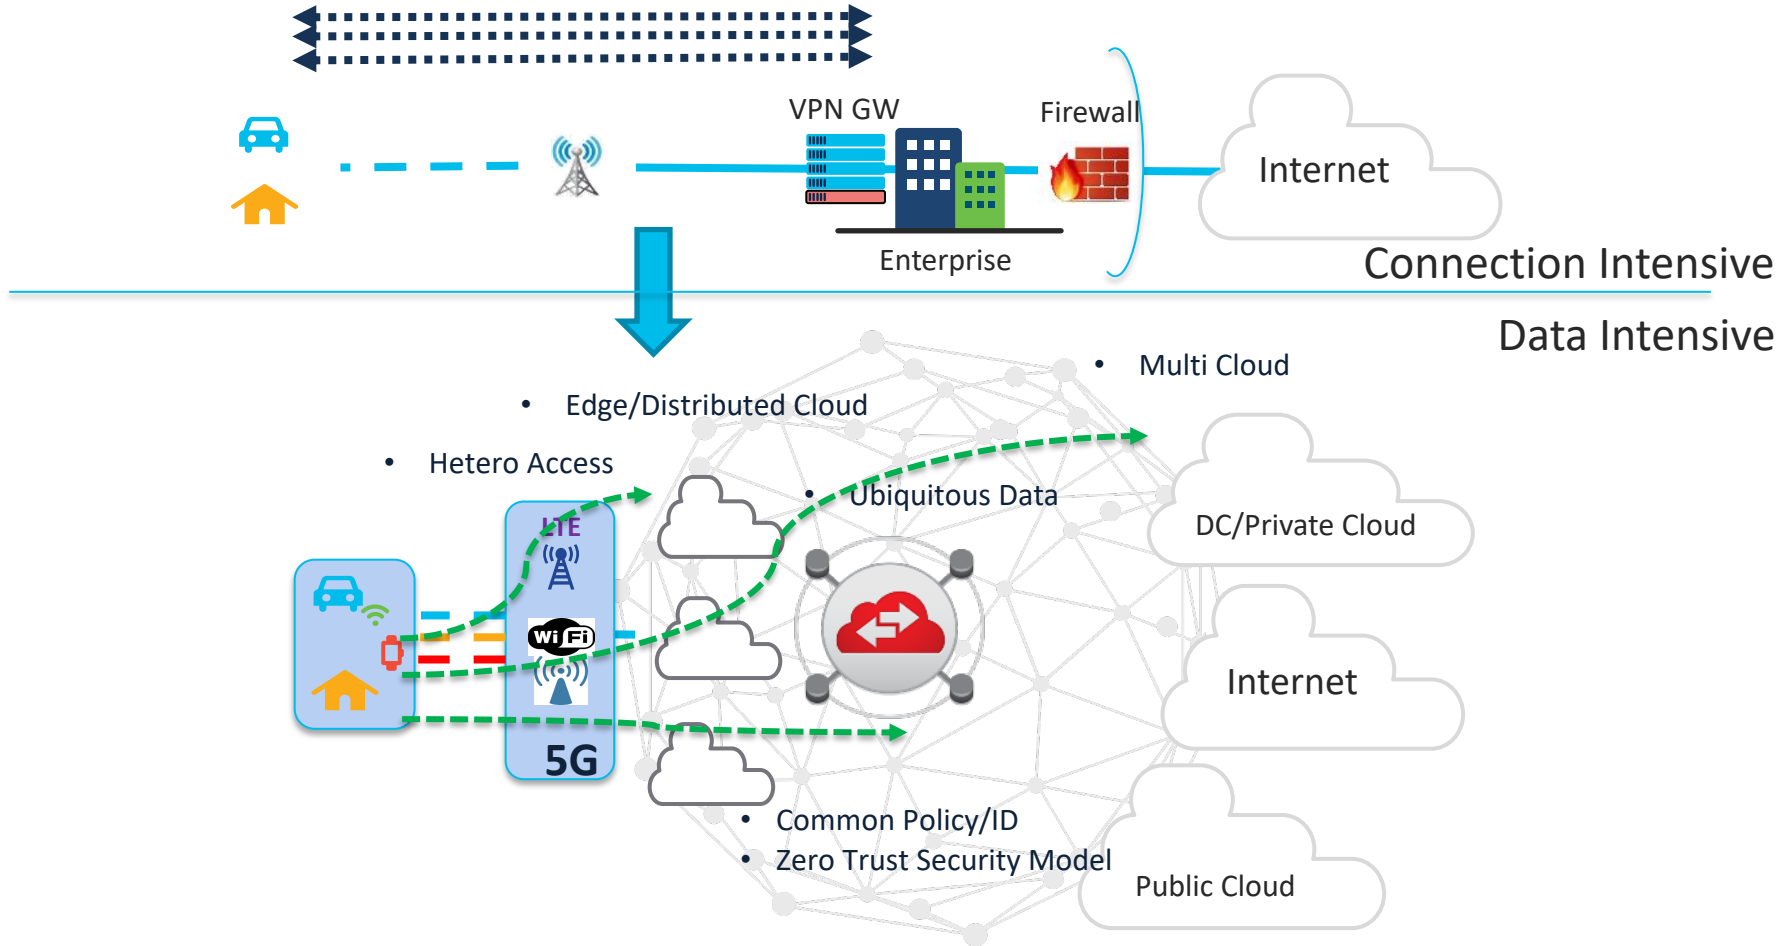 VPN GW
Firewall
Internet
Enterprise
Connection Intensive
Data Intensive
• Multi Cloud
• Edge/Distributed Cloud
• Hetero Access
• Ubiquitous Data
LTE
DC/Private Cloud
Wi Fi
Internet
5G
• Common Policy/ID
• Zero Trust Security Model
Public Cloud